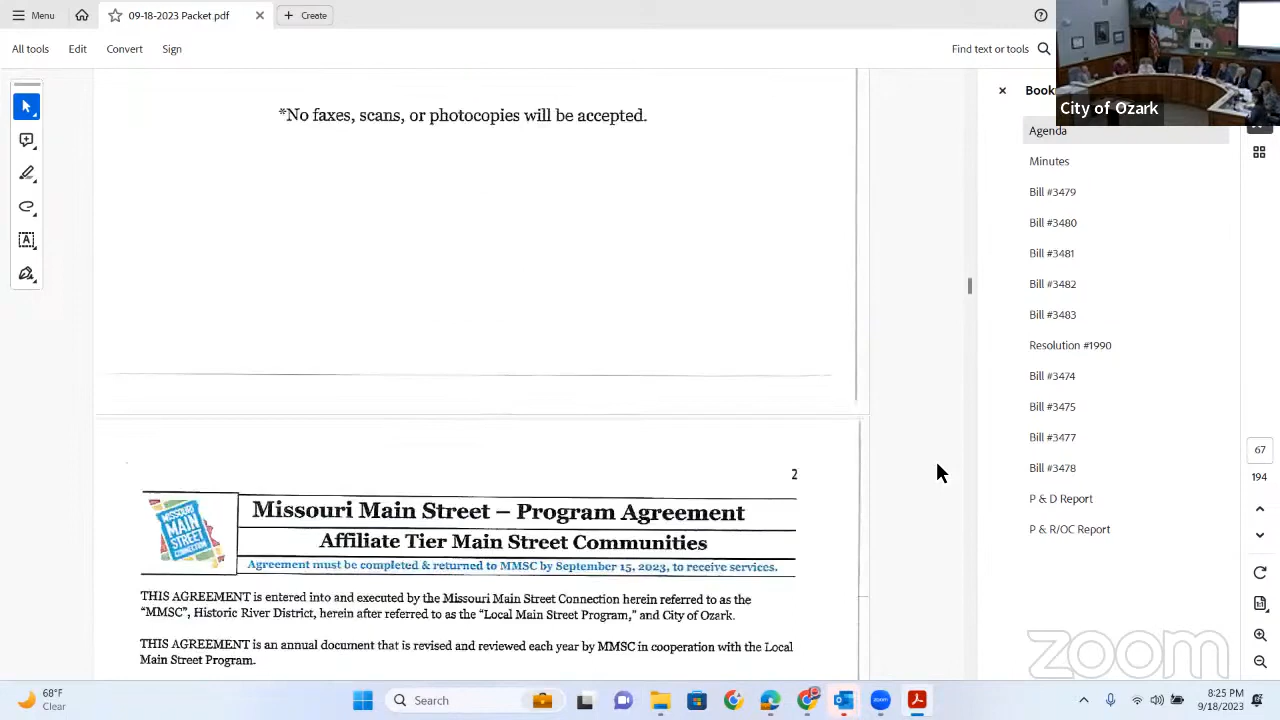 Menu
09-18-2023 Packet.pdf
Create
All tools
Edit
Convert
Sign
Find text or tools
City of Ozark
*No faxes, scans, or photocopies will be accepted.
Book
Agenda
Minutes
Bill #3479
Bill #3480
Bill #3481
Bill #3482
Bill #3483
Resolution #1990
Bill #3474
Bill #3475
Bill #3477
Bill #3478
P & D Report
P & R/OC Report
67
194
2
MISSOURI MAIN STREET CONNECTION
Missouri Main Street – Program Agreement
Affiliate Tier Main Street Communities
Agreement must be completed & returned to MMSC by September 15, 2023, to receive services.
THIS AGREEMENT is entered into and executed by the Missouri Main Street Connection herein referred to as the
“MMSC”, Historic River District, herein after referred to as the “Local Main Street Program,” and City of Ozark.
THIS AGREEMENT is an annual document that is revised and reviewed each year by MMSC in cooperation with the Local
Main Street Program.
zoom
68°F
Clear
Search
zoom
8:25 PM
9/18/2023